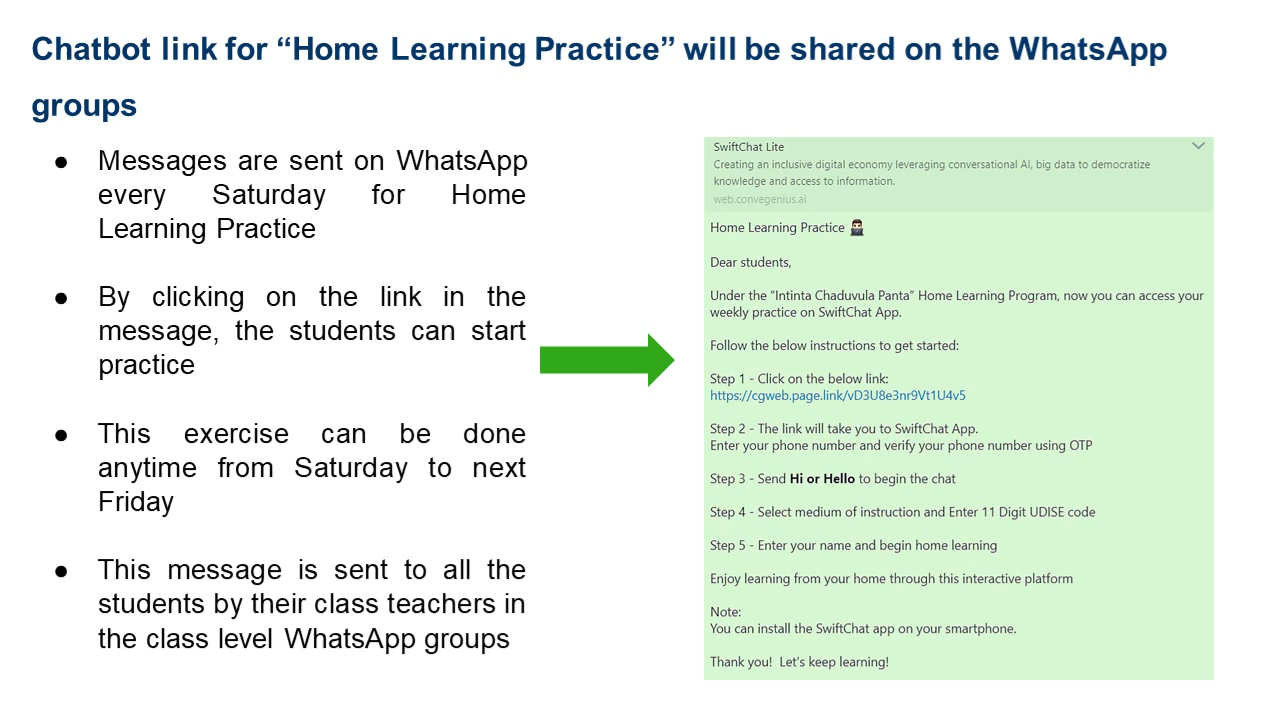 Chatbot link for “Home Learning Practice” will be shared on the WhatsApp
groups
● Messages are sent on WhatsApp
every Saturday for Home
Learning Practice
● By clicking on the link in the
message, the students can start
practice
● This exercise can be done
anytime from Saturday to next
Friday
● This message is sent to all the
students by their class teachers in
the class level WhatsApp groups
SwiftChat Lite
Creating an inclusive digital economy leveraging conversational AI, big data to democratize
knowledge and access to information.
web.convegenius.ai
Home Learning Practice
Dear students,
Under the “Intinta Chaduvula Panta” Home Learning Program, now you can access your
weekly practice on SwiftChat App.
Follow the below instructions to get started:
Step 1 - Click on the below link:
https://cgweb.page.link/vD3U8e3nr9Vt1U4v5
Step 2 - The link will take you to SwiftChat App.
Enter your phone number and verify your phone number using OTP
Step 3 - Send Hi or Hello to begin the chat
Step 4 - Select medium of instruction and Enter 11 Digit UDISE code
Step 5 - Enter your name and begin home learning
Enjoy learning from your home through this interactive platform
Note:
You can install the SwiftChat app on your smartphone.
Thank you! Let's keep learning!